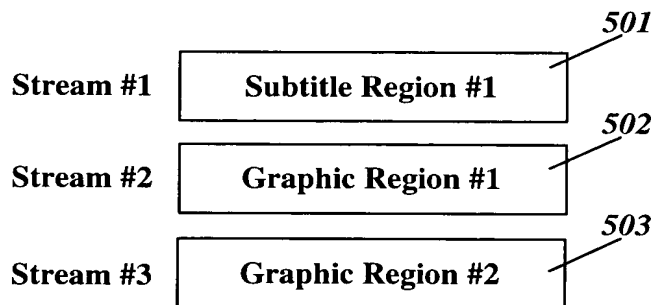 501
Stream #1 Subtitle Region #1
502
Stream #2 Graphic Region #1
503
Stream #3 Graphic Region #2